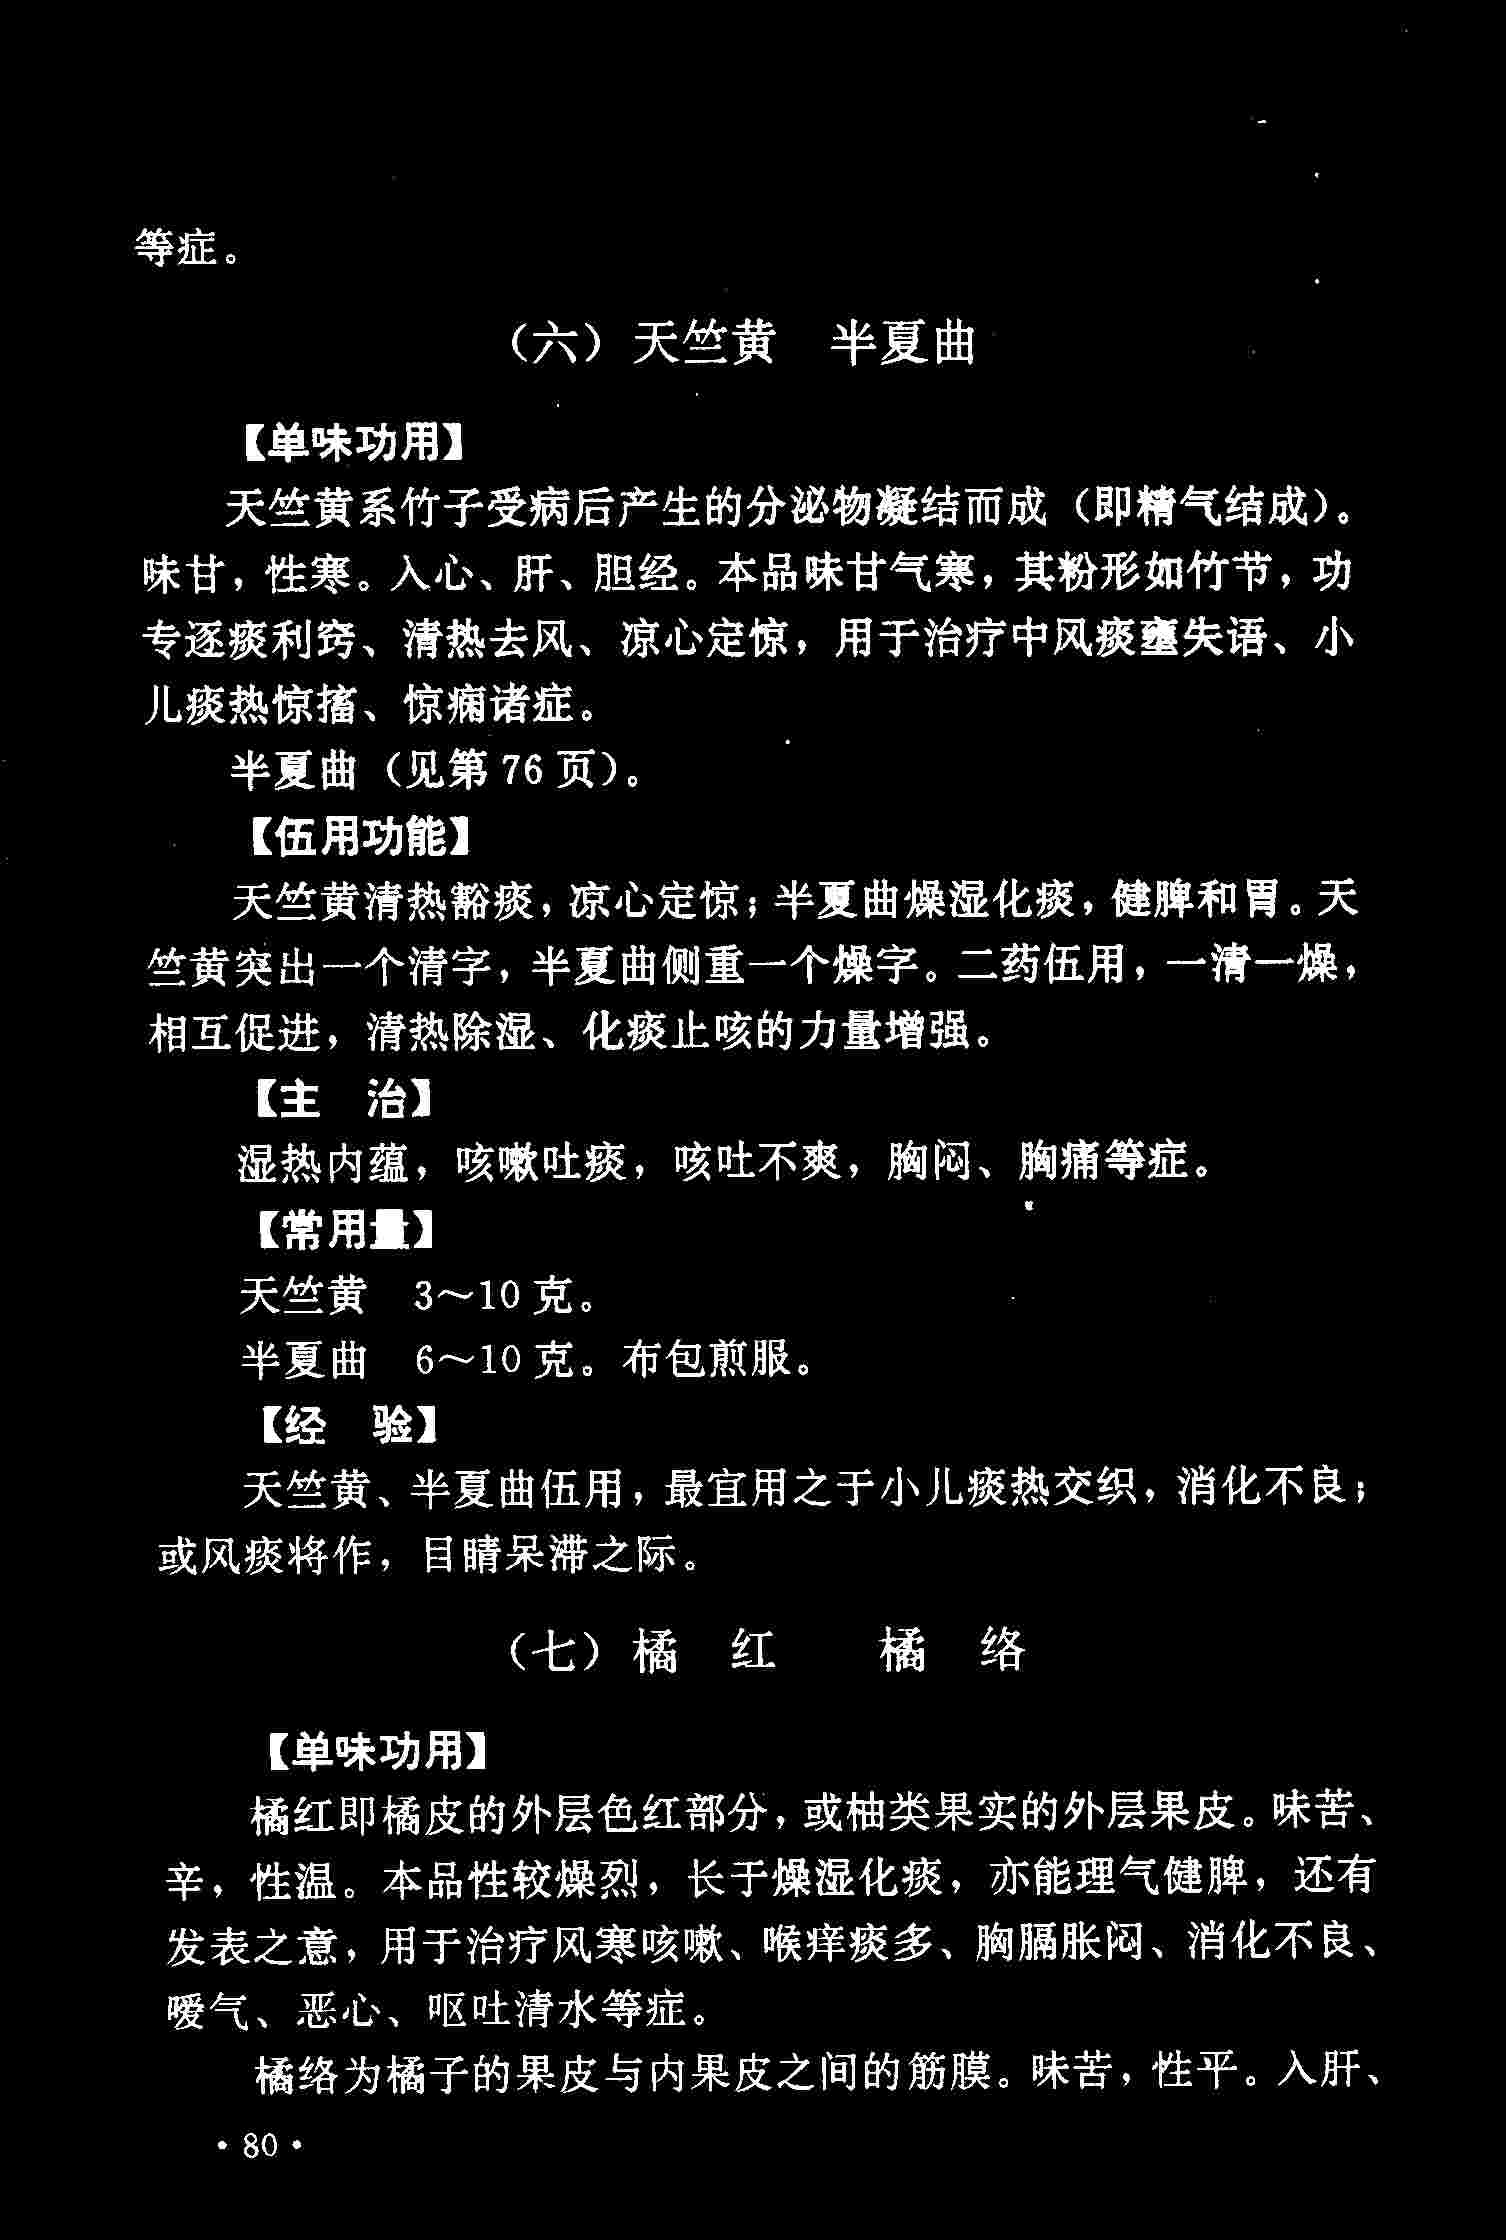 等症。
（六）天竺黄　半夏曲
【单味功用】
天竺黄系竹子受病后产生的分泌物凝结而成（即精气结成）。
味甘，性寒。入心、肝、胆经。本品味甘气寒，其粉形如竹节，功
专逐痰利窍、清热去风、凉心定惊，用于治疗中风痰壅失语、小
儿痰热惊搐、惊痫诸症。
半夏曲（见第76页）。
【伍用功能】
天竺黄清热豁痰，凉心定惊；半夏曲燥湿化痰，健脾和胃。天
竺黄突出一个清字，半夏曲侧重一个燥字。二药伍用，一清一燥，
相互促进，清热除湿、化痰止咳的力量增强。
【主　治】
湿热内蕴，咳嗽吐痰，咳吐不爽，胸闷、胸痛等症。
【常用量】
天竺黄　3～10克。
半夏曲　6～10克。布包煎服。
【经　验】
天竺黄、半夏曲伍用，最宜用之于小儿痰热交织，消化不良；
或风痰将作，目睛呆滞之际。
（七）橘　红　　橘　络
【单味功用】
橘红即橘皮的外层色红部分，或柚类果实的外层果皮。味苦、
辛，性温。本品性较燥烈，长于燥湿化痰，亦能理气健脾，还有
发表之意，用于治疗风寒咳嗽、喉痒痰多、胸膈胀闷、消化不良、
嗳气、恶心、呕吐清水等症。
橘络为橘子的果皮与内果皮之间的筋膜。味苦，性平。入肝、
·80·